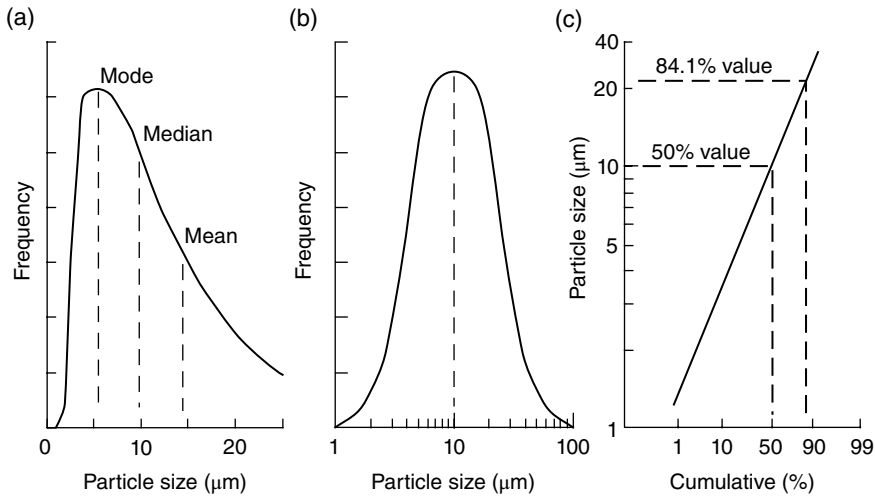 (a)
Mode
Median
Mean
Frequency
0
10
20
Particle size (μm)
(b)
Frequency
1
10
100
Particle size (μm)
(c)
40
20
10
5
1
84.1% value
50% value
Particle size (μm)
1
10
50
90
99
Cumulative (%)